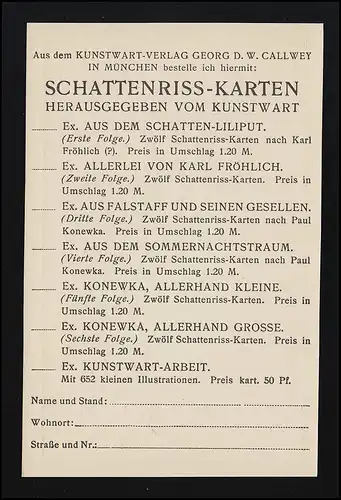 Aus dem KUNSTWART-VERLAG GEORG D. W. CALLWEY
IN MÜNCHEN bestelle ich hiermit:
SCHATTENRISS-KARTEN
HERAUSGEGEBEN VOM KUNSTWART
Ex. AUS DEM SCHATTEN-LILIPUT.
(Erste Folge.) Zwölf Schattenriss-Karten nach Karl
Fröhlich (?). Preis in Umschlag 1.20 M.
Ex. ALLERLEI VON KARL FRÖHLICH.
(Zweite Folge.) Zwölf Schattenriss-Karten. Preis in
Umschlag 1.20 M.
Ex. AUS FALSTAFF UND SEINEN GESELLEN.
(Dritte Folge.) Zwölf Schattenriss-Karten nach Paul
Konewka. Preis in Umschlag 1.20 M.
Ex. AUS DEM SOMMERNACHTSTRAUM.
(Vierte Folge.) Zwölf Schattenriss-Karten nach Paul
Konewka. Preis in Umschlag 1.20 M.
Ex. KONEWKA, ALLERHAND KLEINE.
(Fünfte Folge.) Zwölf Schattenriss-Karten. Preis in
Umschlag 1.20 M.
Ex. KONEWKA, ALLERHAND GROSSE.
(Sechste Folge.) Zwölf Schattenriss-Karten. Preis in
Umschlag 1.20 M.
Ex. KUNSTWART-ARBEIT.
Mit 652 kleinen Illustrationen. Preis kart. 50 Pf.
Name und Stand:
Wohnort:
Straße und Nr.: